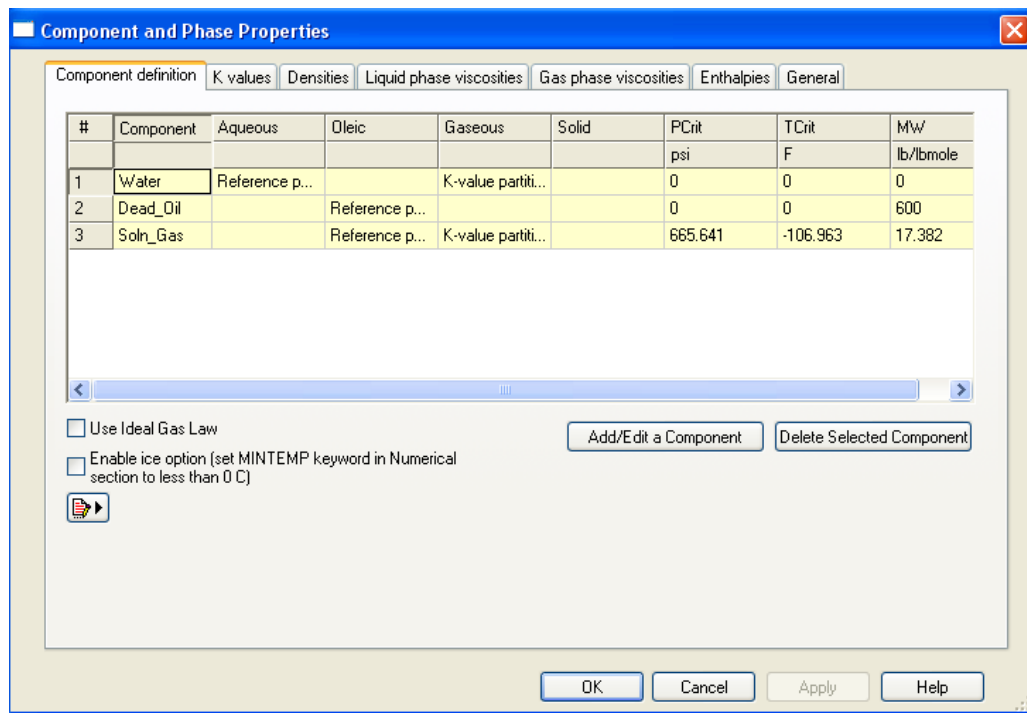 Component and Phase Properties
Component definition K values Densities Liquid phase viscosities Gas phase viscosities Enthalpies General
# Component Aqueous Oleic Gaseous Solid PCrit TCrit MW
psi F lb/lbmole
1 Water Reference p... K-value partiti... 0 0 0
2 Dead_Oil Reference p... 0 0 600
3 Soln_Gas Reference p... K-value partiti... 665.641 -106.963 17.382
Use Ideal Gas Law
Add/Edit a Component Delete Selected Component
Enable ice option (set MINTEMP keyword in Numerical
section to less than 0 C)
OK Cancel Apply Help